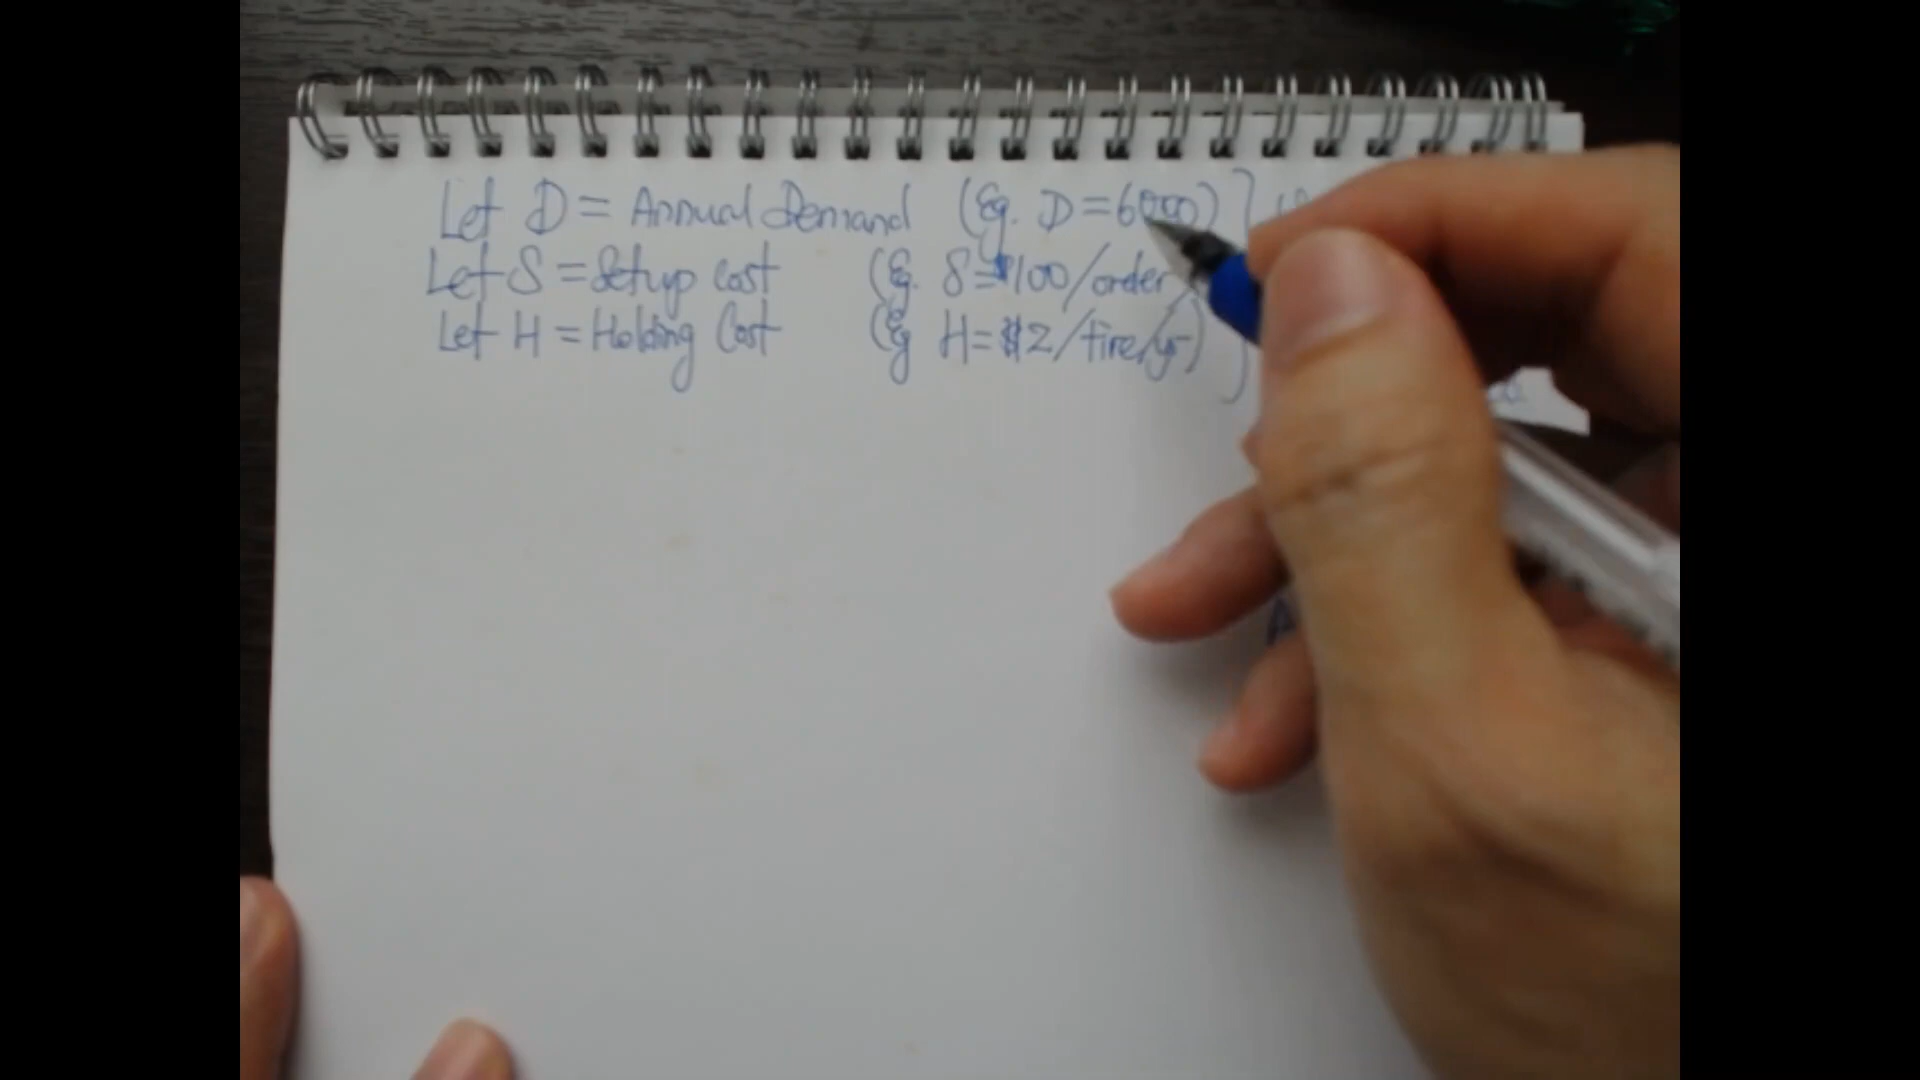 Let D = Annual Demand (Eg. D = 6000)
Let S = Setup Cost (Eg. S = $100/order
Let H = Holding Cost (Eg H = $2/tire/yr)